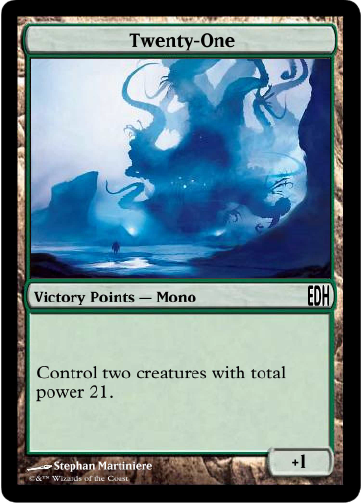 Twenty-One
Victory Points — Mono
EDH
Control two creatures with total
power 21.
+1
Stephan Martiniere
©&™ Wizards of the Coast